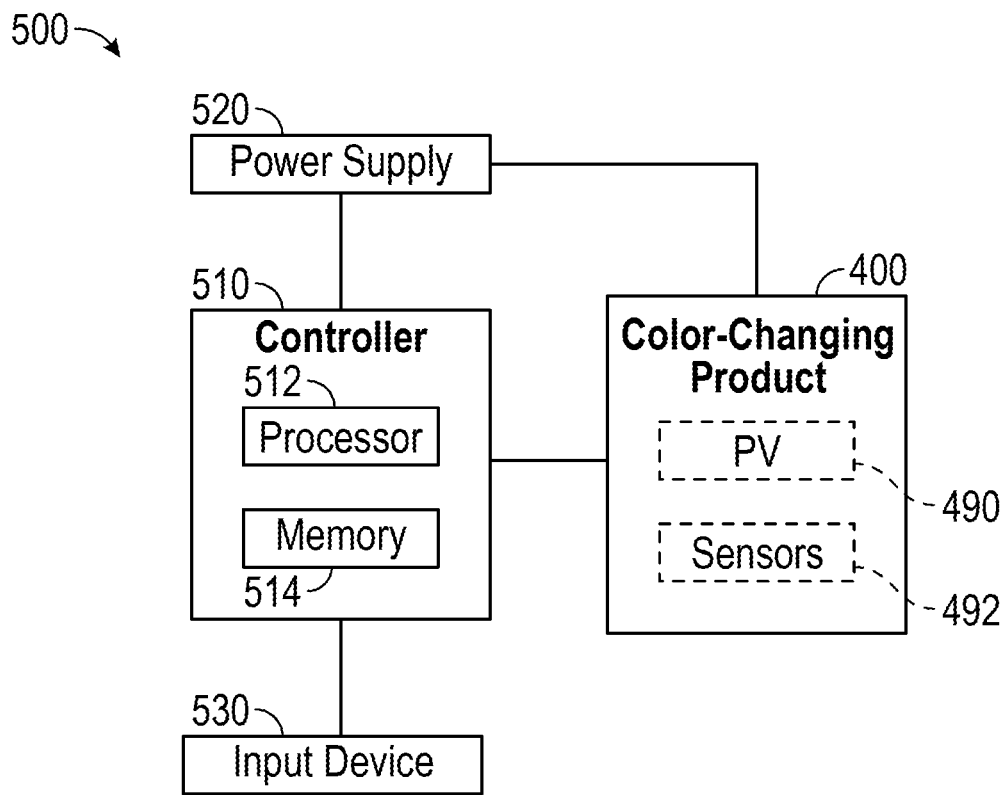 500
520
Power Supply
510
400
Controller
Color-Changing
Product
512
Processor
PV
490
Memory
Sensors
514
492
530
Input Device